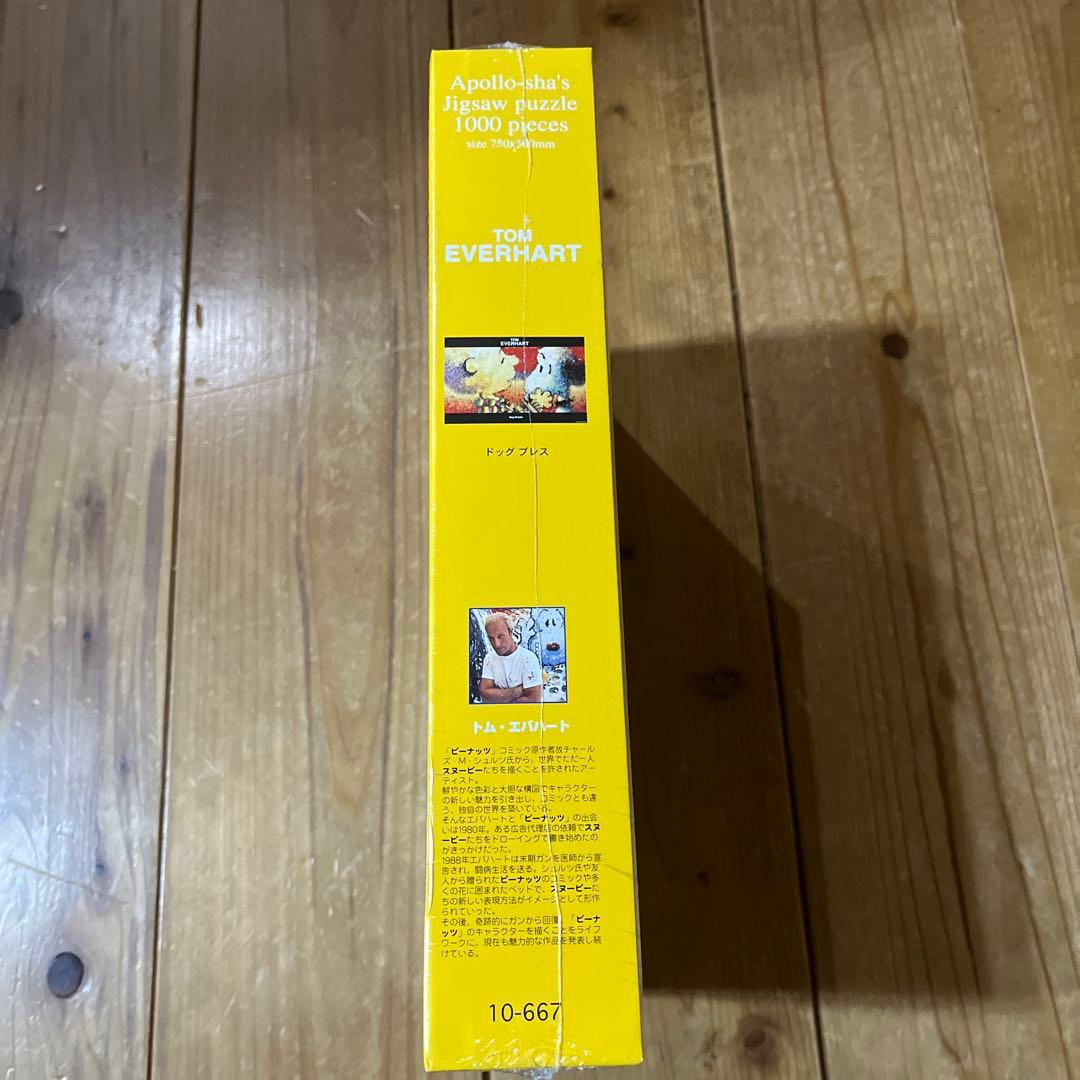 Apollo-sha's
Jigsaw puzzle
1000 pieces
size 750x500mm
TOM
EVERHART
TOM
EVERHART
ドッグ ブレス
トム・エバハート
「ピーナッツ」コミック原作者故チャール
ズ・M・シュルツ氏から、世界でただ一人
スヌーピーたちを描くことを許されたアー
ティスト。
鮮やかな色彩と大胆な構図でキャラクター
の新しい魅力を引き出し、コミックとも違
う、独自の世界を築いている。
そんなエバハートと「ピーナッツ」の出会
いは1980年。ある広告代理店の依頼でスヌ
ーピーたちをドローイングで書き始めたの
がきっかけだった。
1988年エバハートは末期ガンを医師から宣
告され、闘病生活を送る。シュルツ氏や友
人から贈られたピーナッツのコミックや多
くの花に囲まれたベッドで、スヌーピーた
ちの新しい表現方法がイメージとして形作
られていった。
その後、奇跡的にガンから回復。「ピーナ
ッツ」のキャラクターを描くことをライフ
ワークに、現在も魅力的な作品を発表し続
けている。
10-667